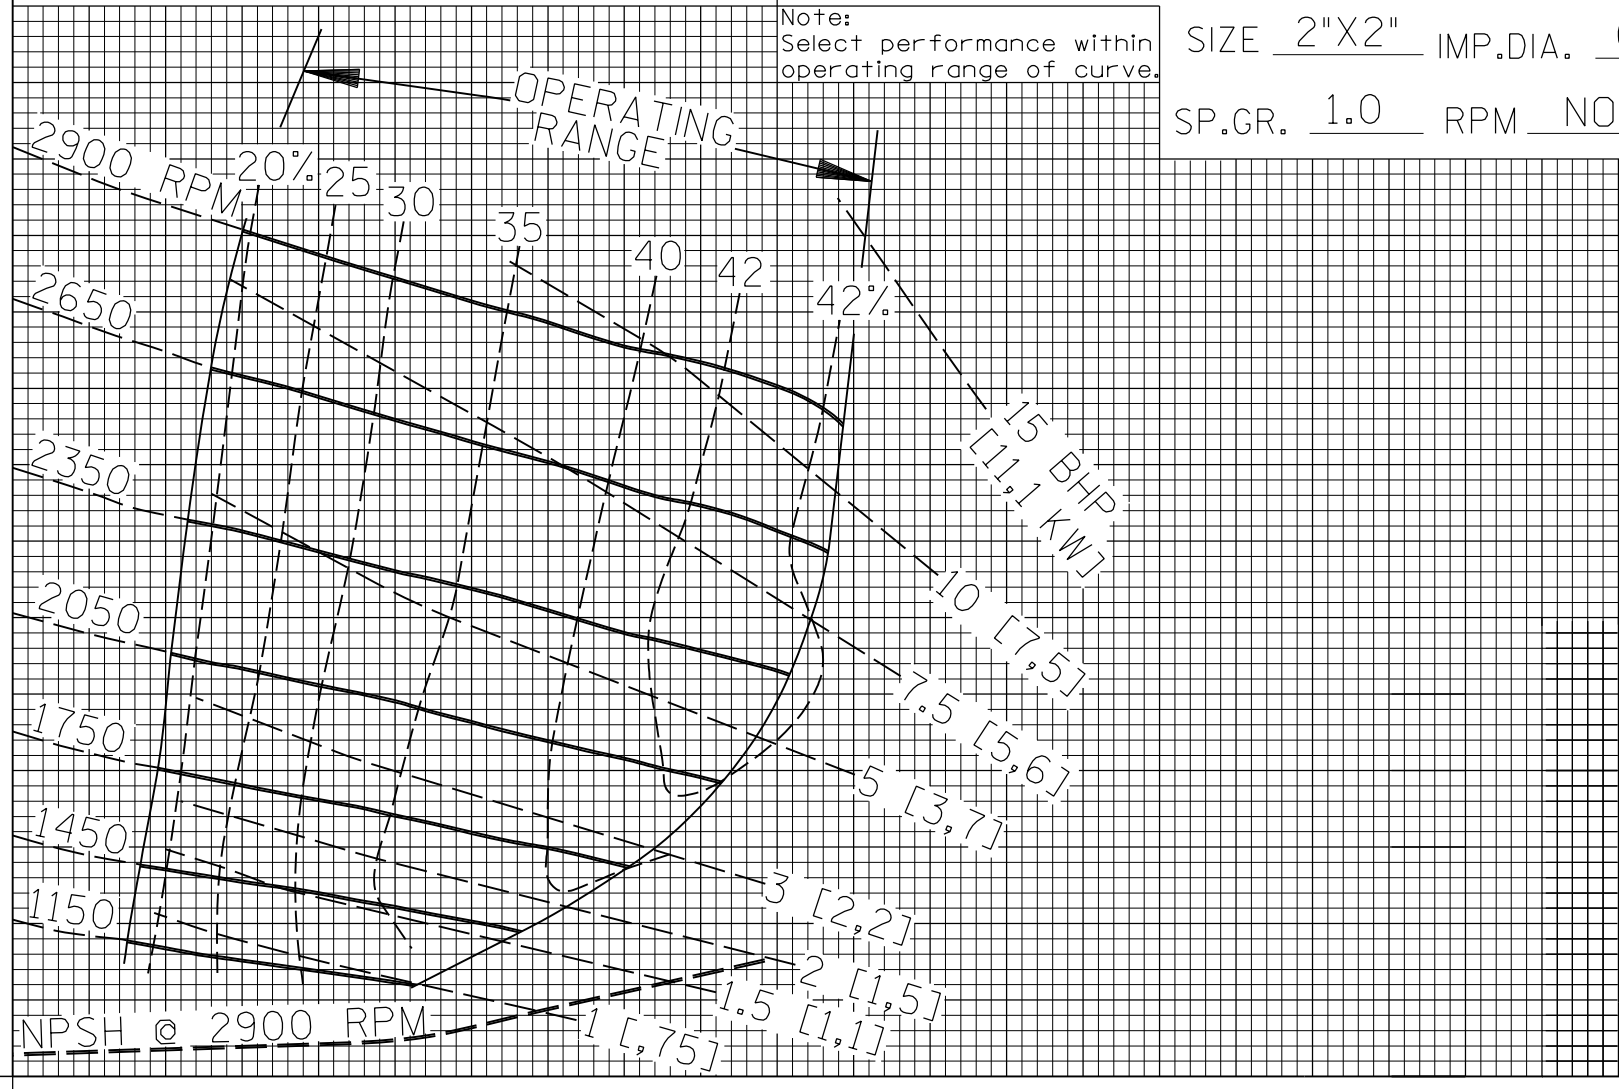 Note:
Select performance within
operating range of curve.
SIZE 2"X2" IMP.DIA.
SP.GR. 1.0 RPM NO
OPERATING
RANGE
2900 RPM
20% 25 30 35 40 42 42%
2650
2350
2050
1750
1450
1150
15 BHP
[11,1 KW]
10 [7,5]
7.5 [5,6]
5 [3,7]
3 [2,2]
2 [1,5]
1.5 [1,1]
1 [,75]
NPSH @ 2900 RPM